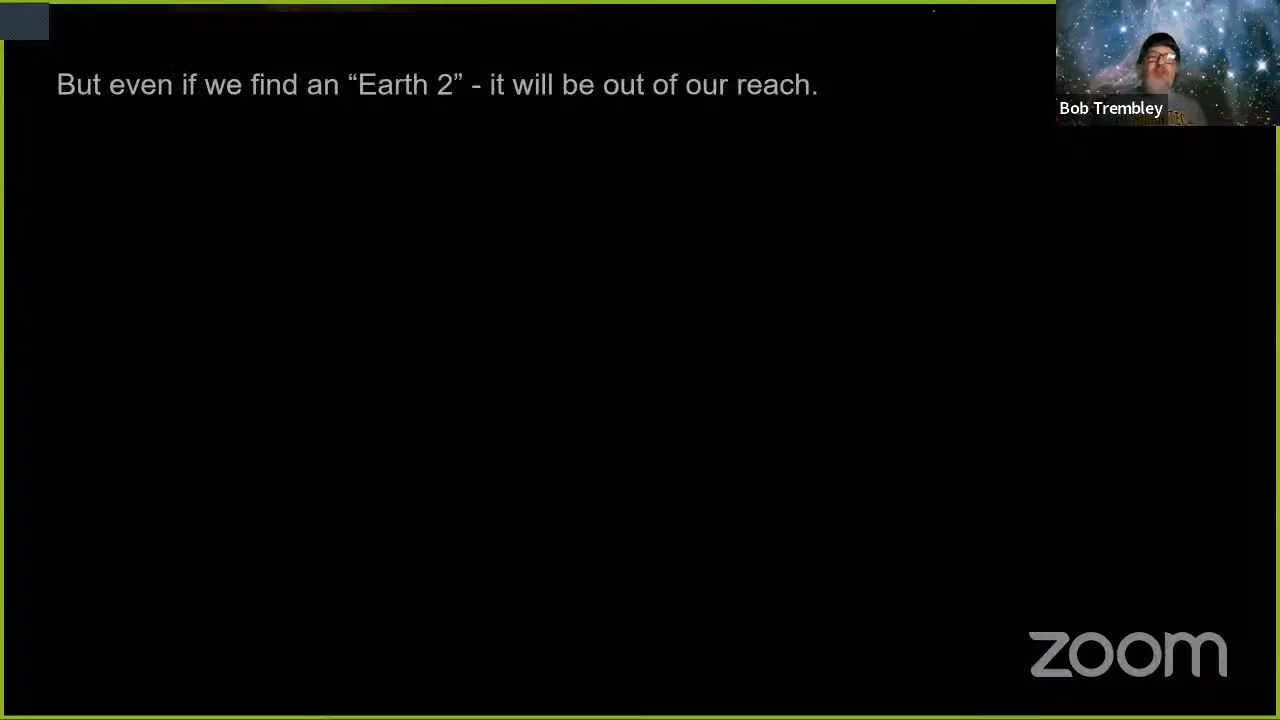 But even if we find an “Earth 2” - it will be out of our reach.
Bob Trembley
zoom